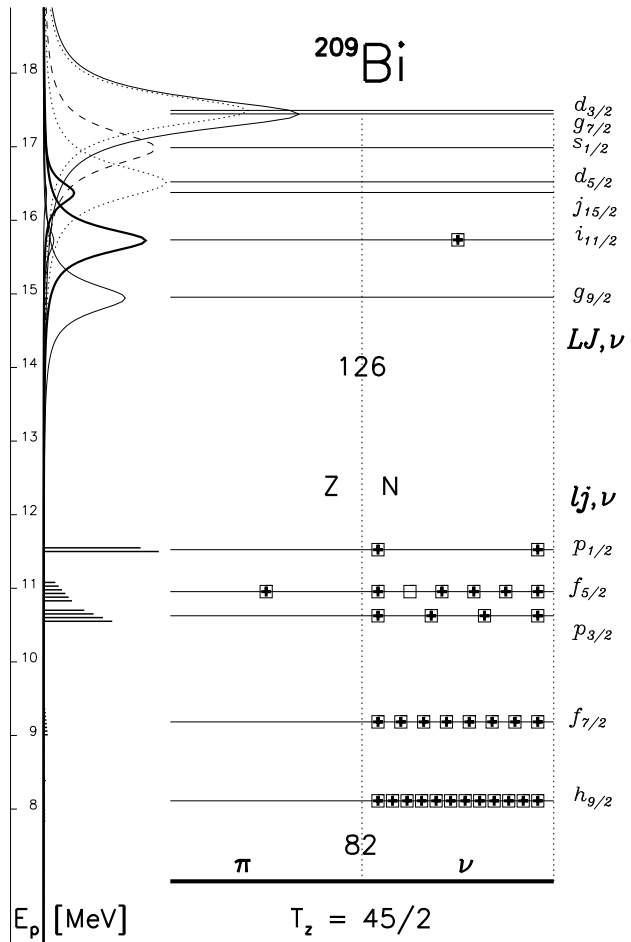 ²⁰⁹Bi
18
d₃/₂
g₇/₂
17
s₁/₂
d₅/₂
j₁₅/₂
16
i₁₁/₂
15
g₉/₂
LJ,ν
14
126
13
Z N
lj,ν
12
p₁/₂
11
f₅/₂
p₃/₂
10
f₇/₂
9
8
h₉/₂
82
π ν
Eₚ [MeV] T_z = 45/2